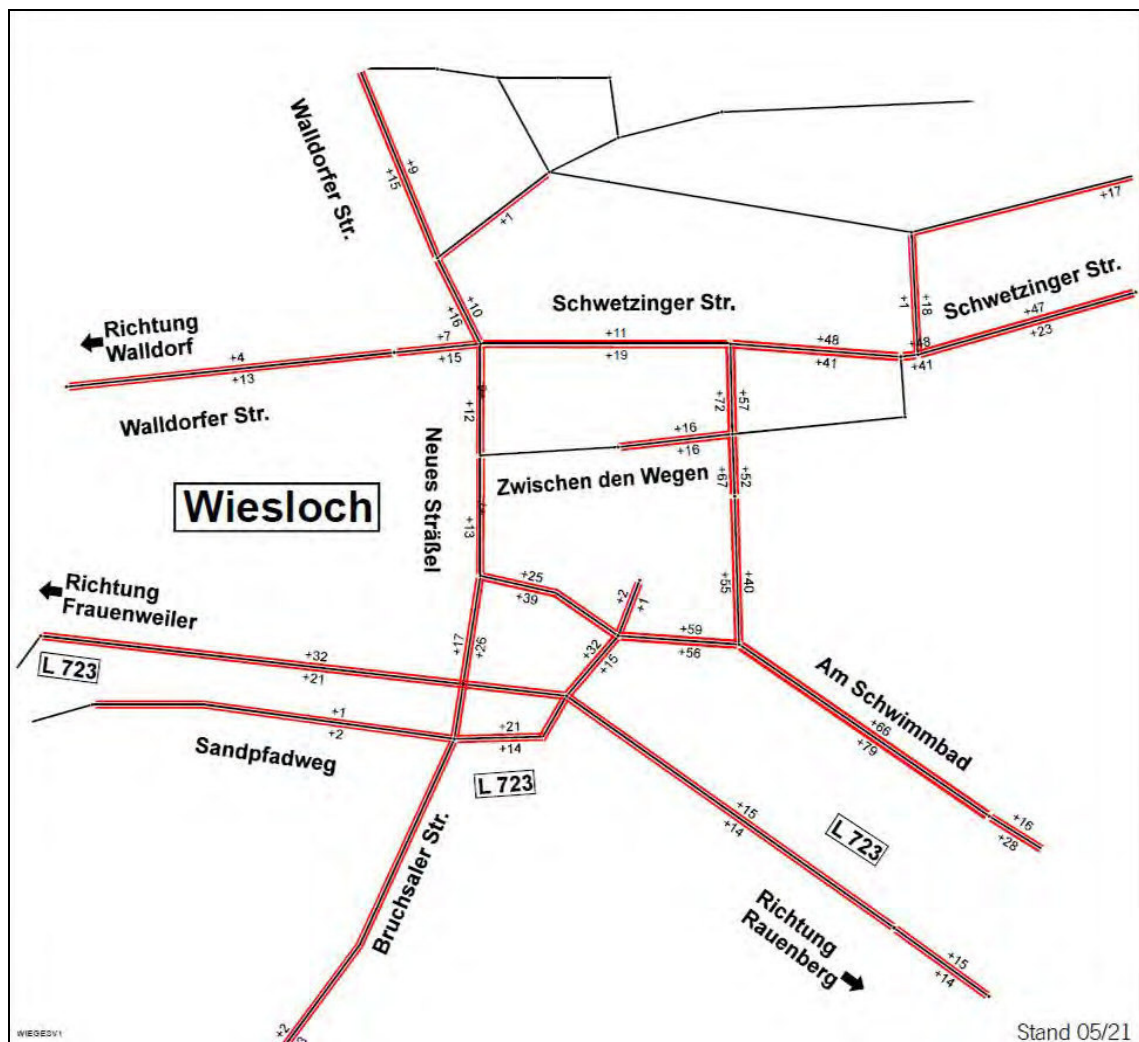 Walldorfer
Str.
+9
+15
+1
+17
+10
+16
Schwetzinger Str.
+18
+1
Schwetzinger Str.
+47
+23
Richtung
Walldorf
+7
+15
+11
+19
+48
+41
+48
+41
+4
+13
Walldorfer Str.
+12
+72
+57
+16
+16
Neues Sträßel
Zwischen den Wegen
+67
+52
Wiesloch
+13
+55
+40
Richtung
Frauenweiler
+25
+39
+2
+1
+59
+56
L 723
+32
+21
+17
+26
+32
+15
Am Schwimmbad
+66
+79
+1
+2
Sandpfadweg
+21
+14
L 723
+16
+28
+15
+14
L 723
Bruchsaler Str.
Richtung
Rauenberg
+15
+14
+2
WIEGESV1
Stand 05/21